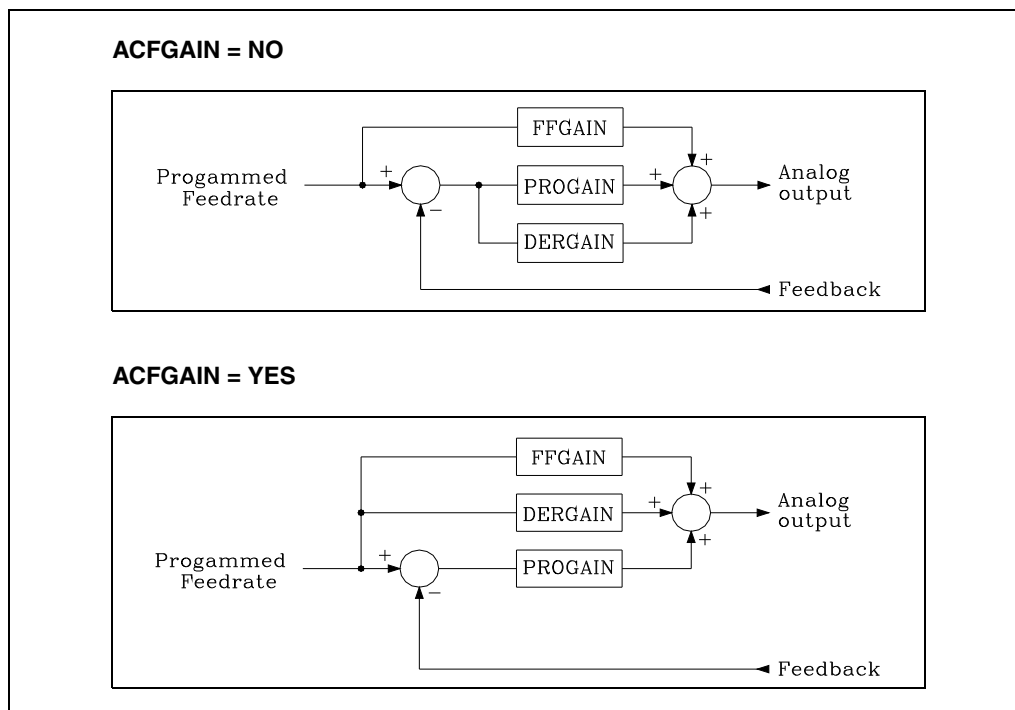 ACFGAIN = NO
FFGAIN
+
Progammed
Feedrate
+
−
PROGAIN
+
Analog
output
+
DERGAIN
Feedback
ACFGAIN = YES
FFGAIN
+
DERGAIN
+
Analog
output
+
Progammed
Feedrate
+
−
PROGAIN
Feedback